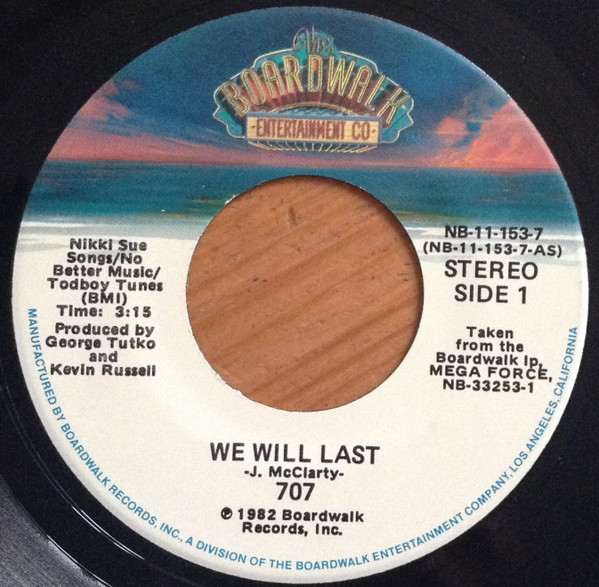 The
BOARDWALK
ENTERTAINMENT CO
Nikki Sue
Songs/No
Better Music/
Todboy Tunes
(BMI)
Time: 3:15
Produced by
George Tutko
and
Kevin Russell
NB-11-153-7
(NB-11-153-7-AS)
STEREO
SIDE 1
Taken
from the
Boardwalk lp,
MEGA FORCE,
NB-33253-1
WE WILL LAST
-J. McClarty-
707
℗ 1982 Boardwalk
Records, Inc.
MANUFACTURED BY BOARDWALK RECORDS, INC., A DIVISION OF THE BOARDWALK ENTERTAINMENT COMPANY, LOS ANGELES, CALIFORNIA